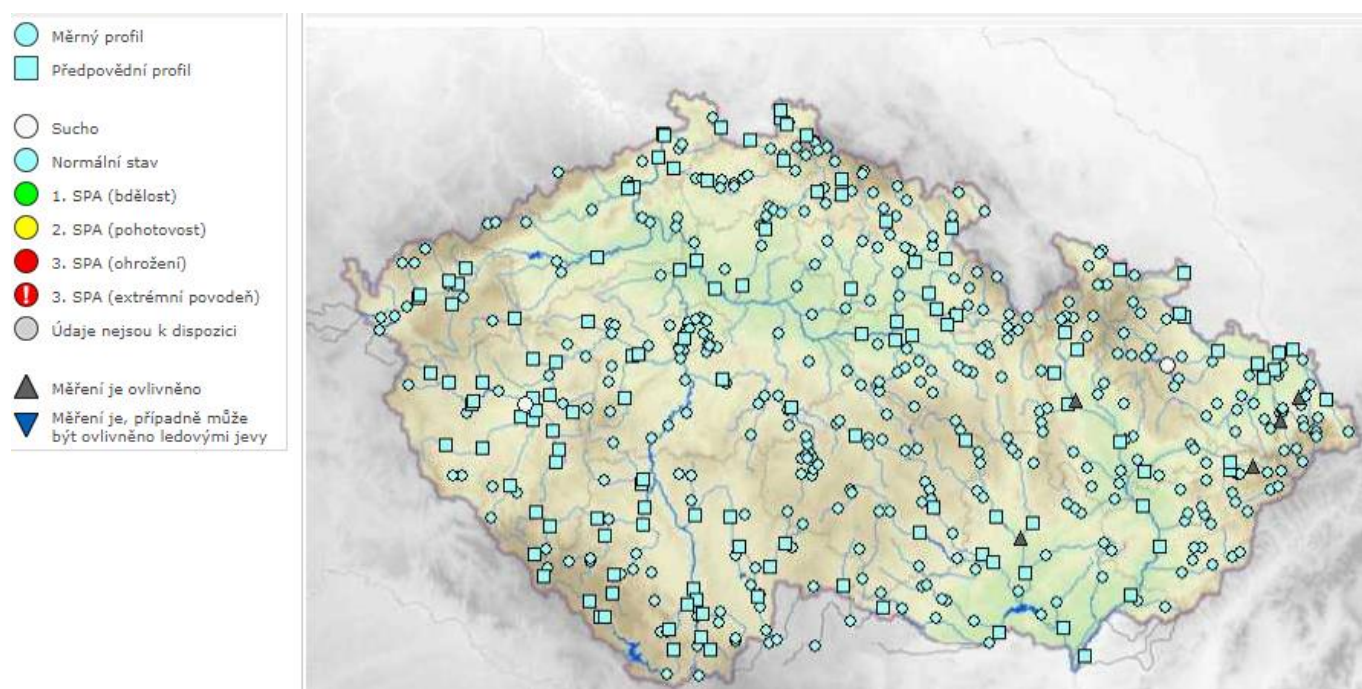 Měrný profil
Předpovědní profil
Sucho
Normální stav
1. SPA (bdělost)
2. SPA (pohotovost)
3. SPA (ohrožení)
3. SPA (extrémní povodeň)
Údaje nejsou k dispozici
Měření je ovlivněno
Měření je, případně může
být ovlivněno ledovými jevy